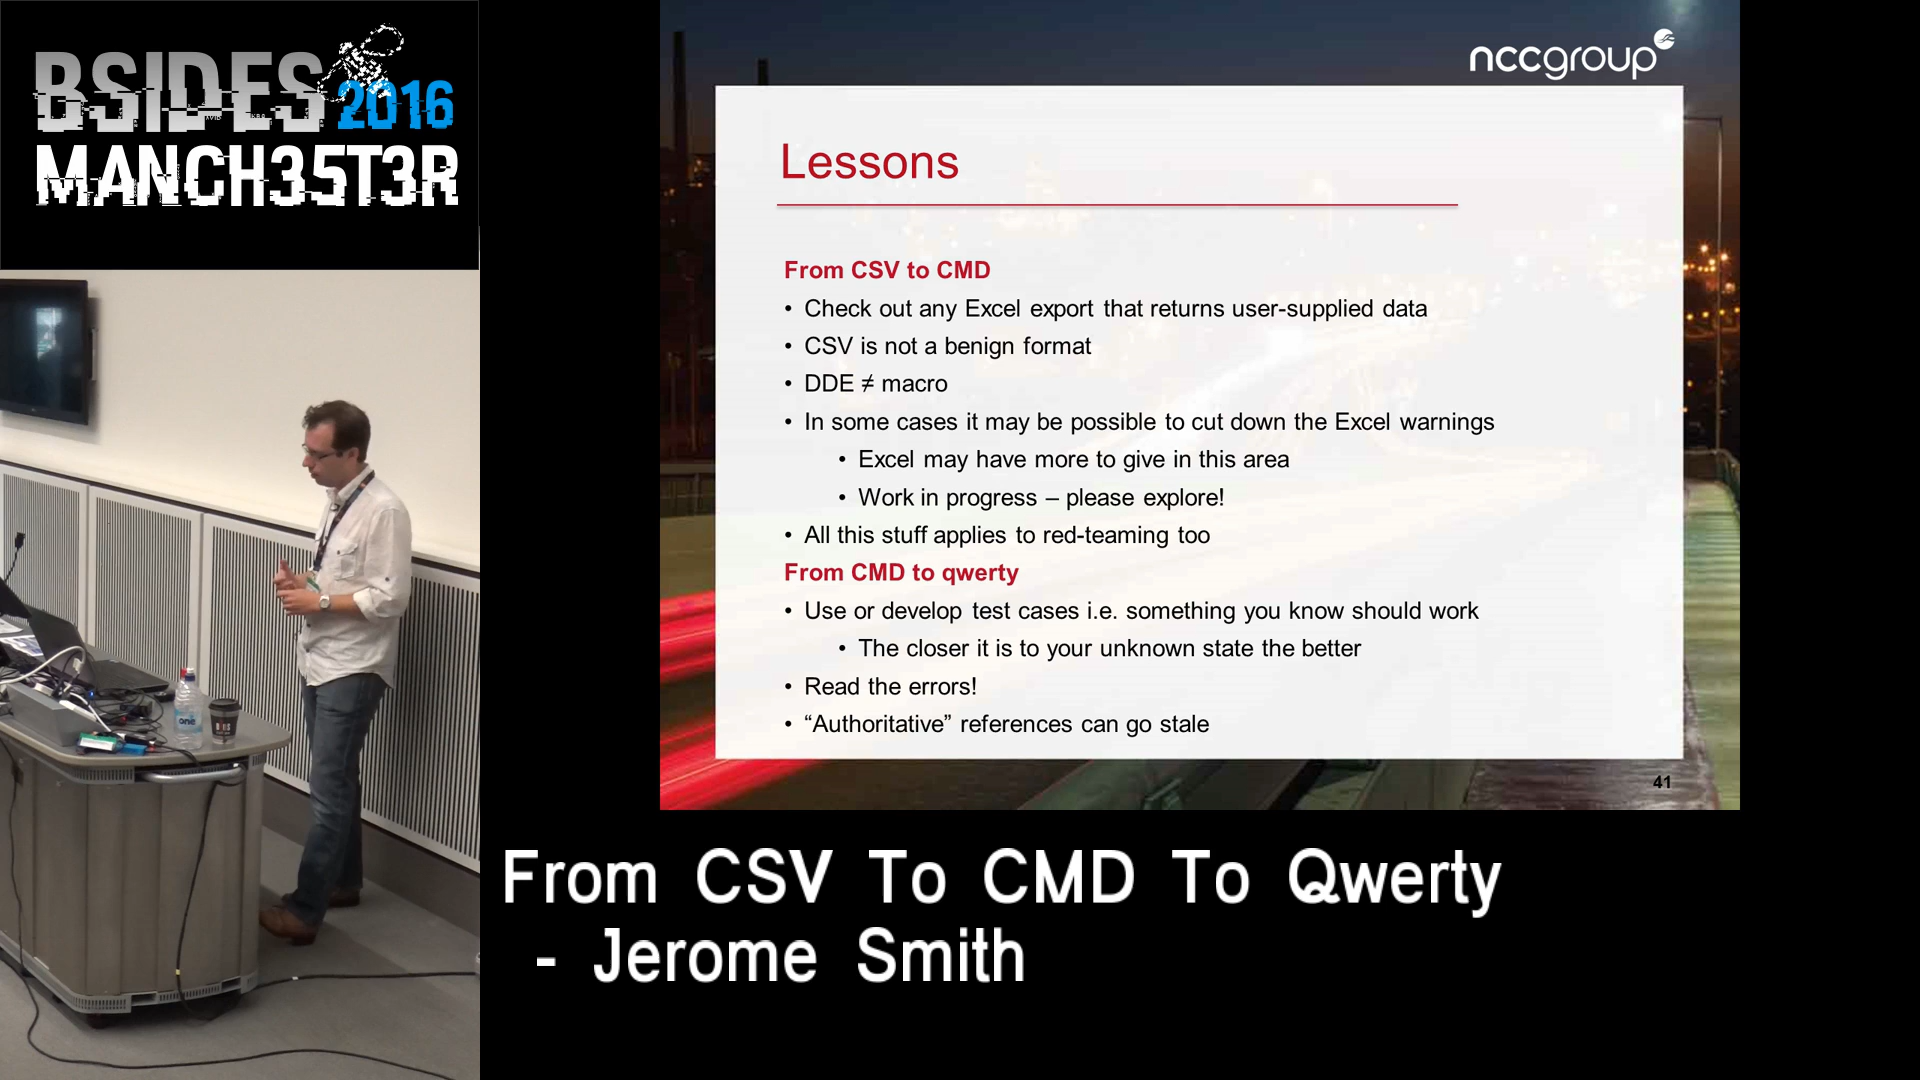 BSIDES 2016
MANCH35T3R
nccgroup
Lessons
From CSV to CMD
• Check out any Excel export that returns user-supplied data
• CSV is not a benign format
• DDE ≠ macro
• In some cases it may be possible to cut down the Excel warnings
• Excel may have more to give in this area
• Work in progress – please explore!
• All this stuff applies to red-teaming too
From CMD to qwerty
• Use or develop test cases i.e. something you know should work
• The closer it is to your unknown state the better
• Read the errors!
• “Authoritative” references can go stale
41
one
From CSV To CMD To Qwerty
- Jerome Smith